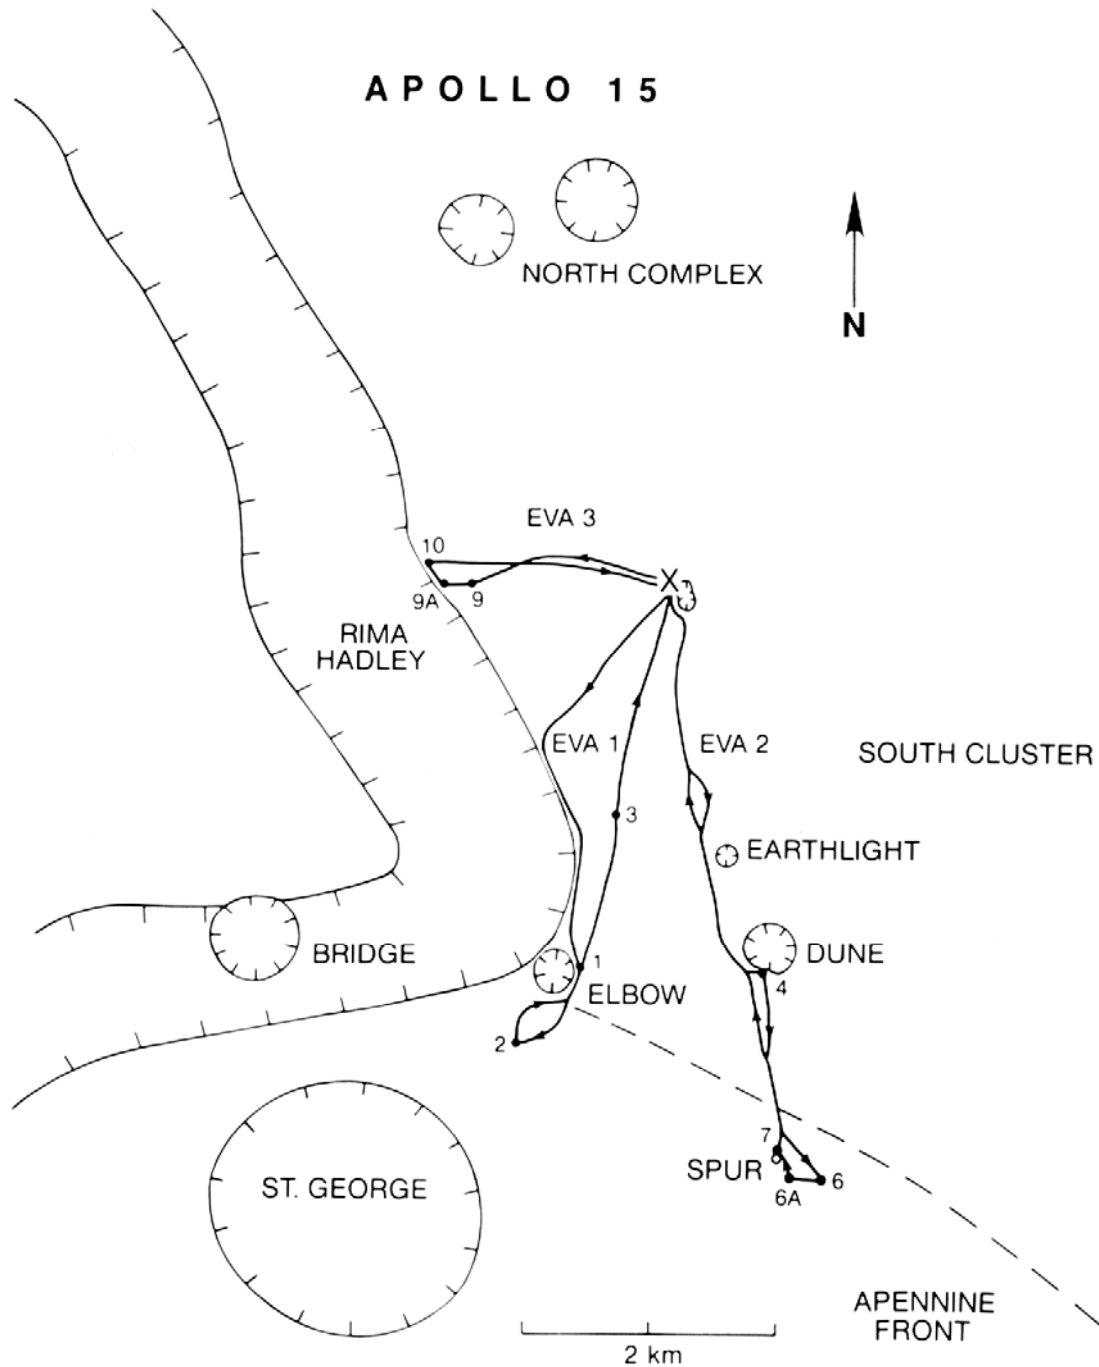 APOLLO 15
NORTH COMPLEX
N
EVA 3
10
X
9A
9
RIMA
HADLEY
EVA 1
EVA 2
SOUTH CLUSTER
3
EARTHLIGHT
BRIDGE
DUNE
1
4
ELBOW
2
7
SPUR
6
6A
ST. GEORGE
APENNINE
FRONT
2 km